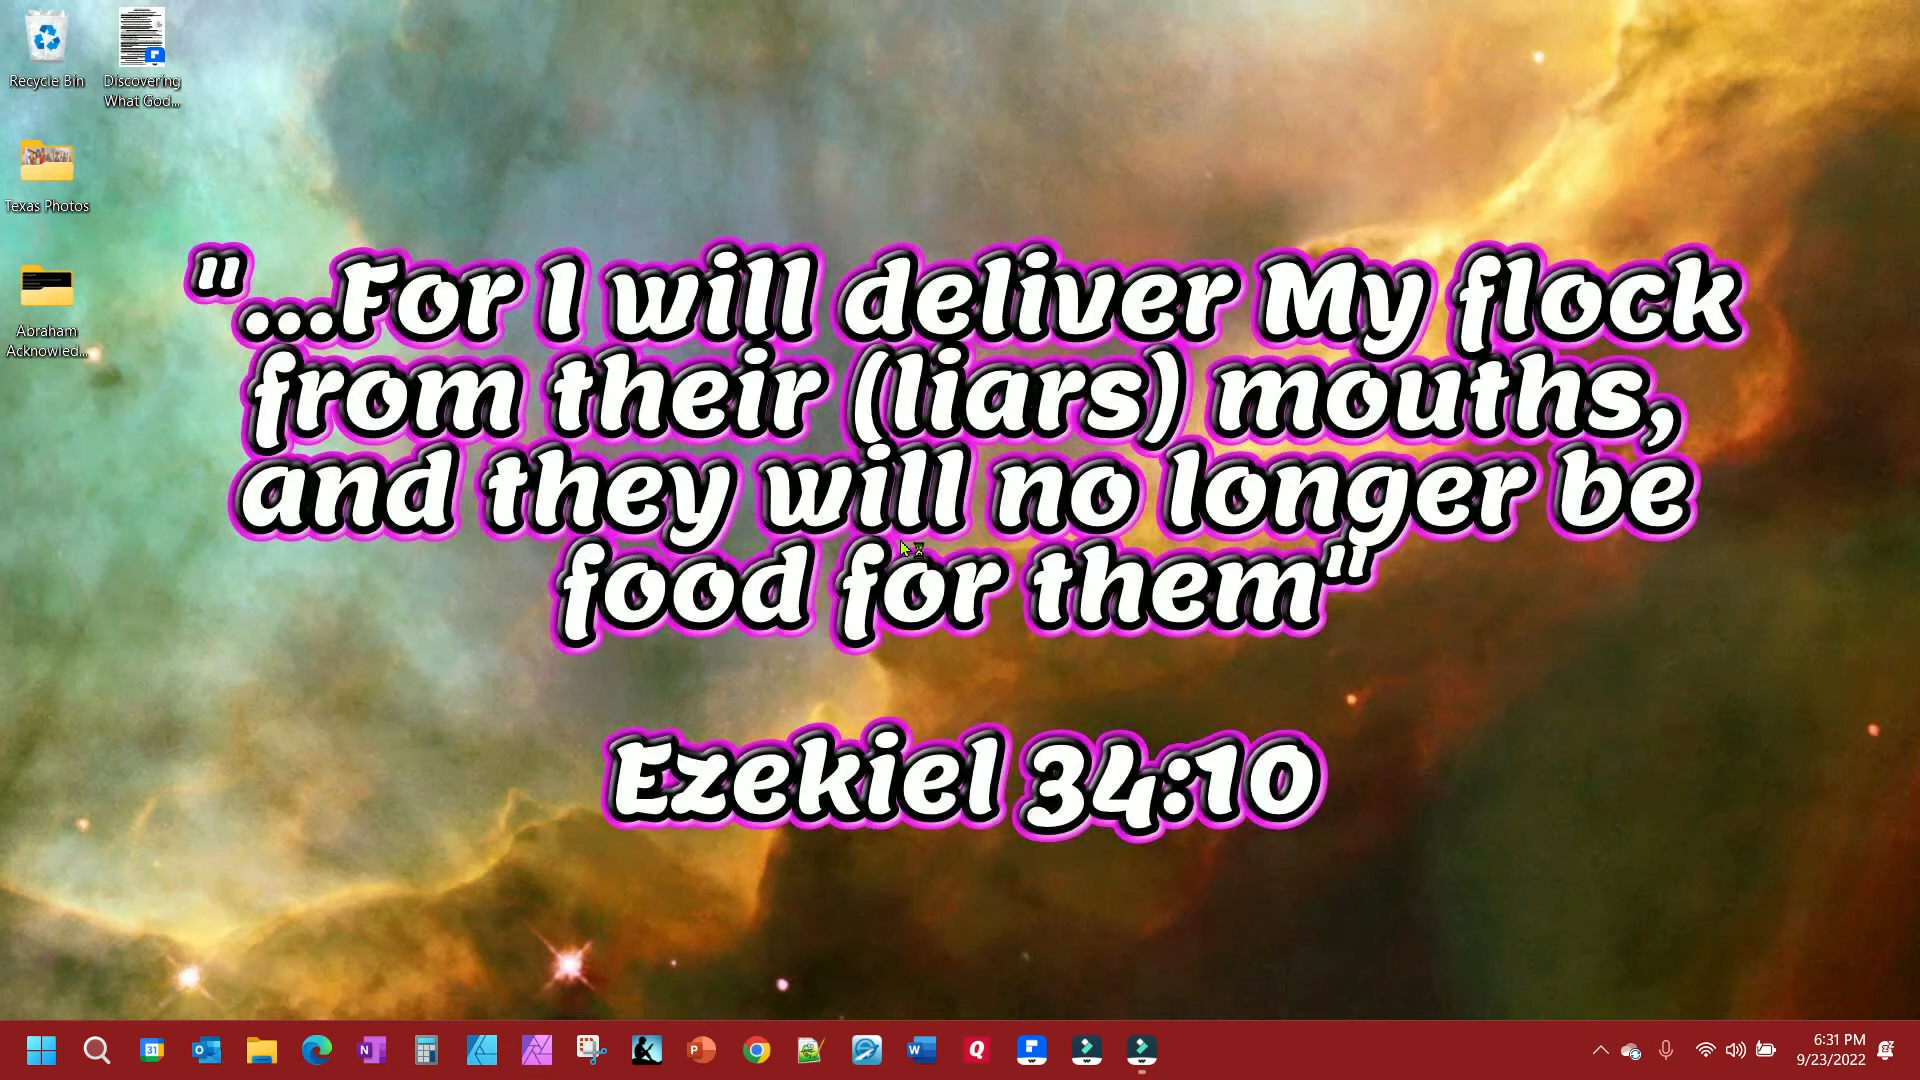 Recycle Bin
Discovering
What God...
Texas Photos
Abraham
Acknowled...
"...For I will deliver My flock
from their (liars) mouths,
and they will no longer be
food for them"
Ezekiel 34:10
31
O
N
P
W
Q
6:31 PM
9/23/2022